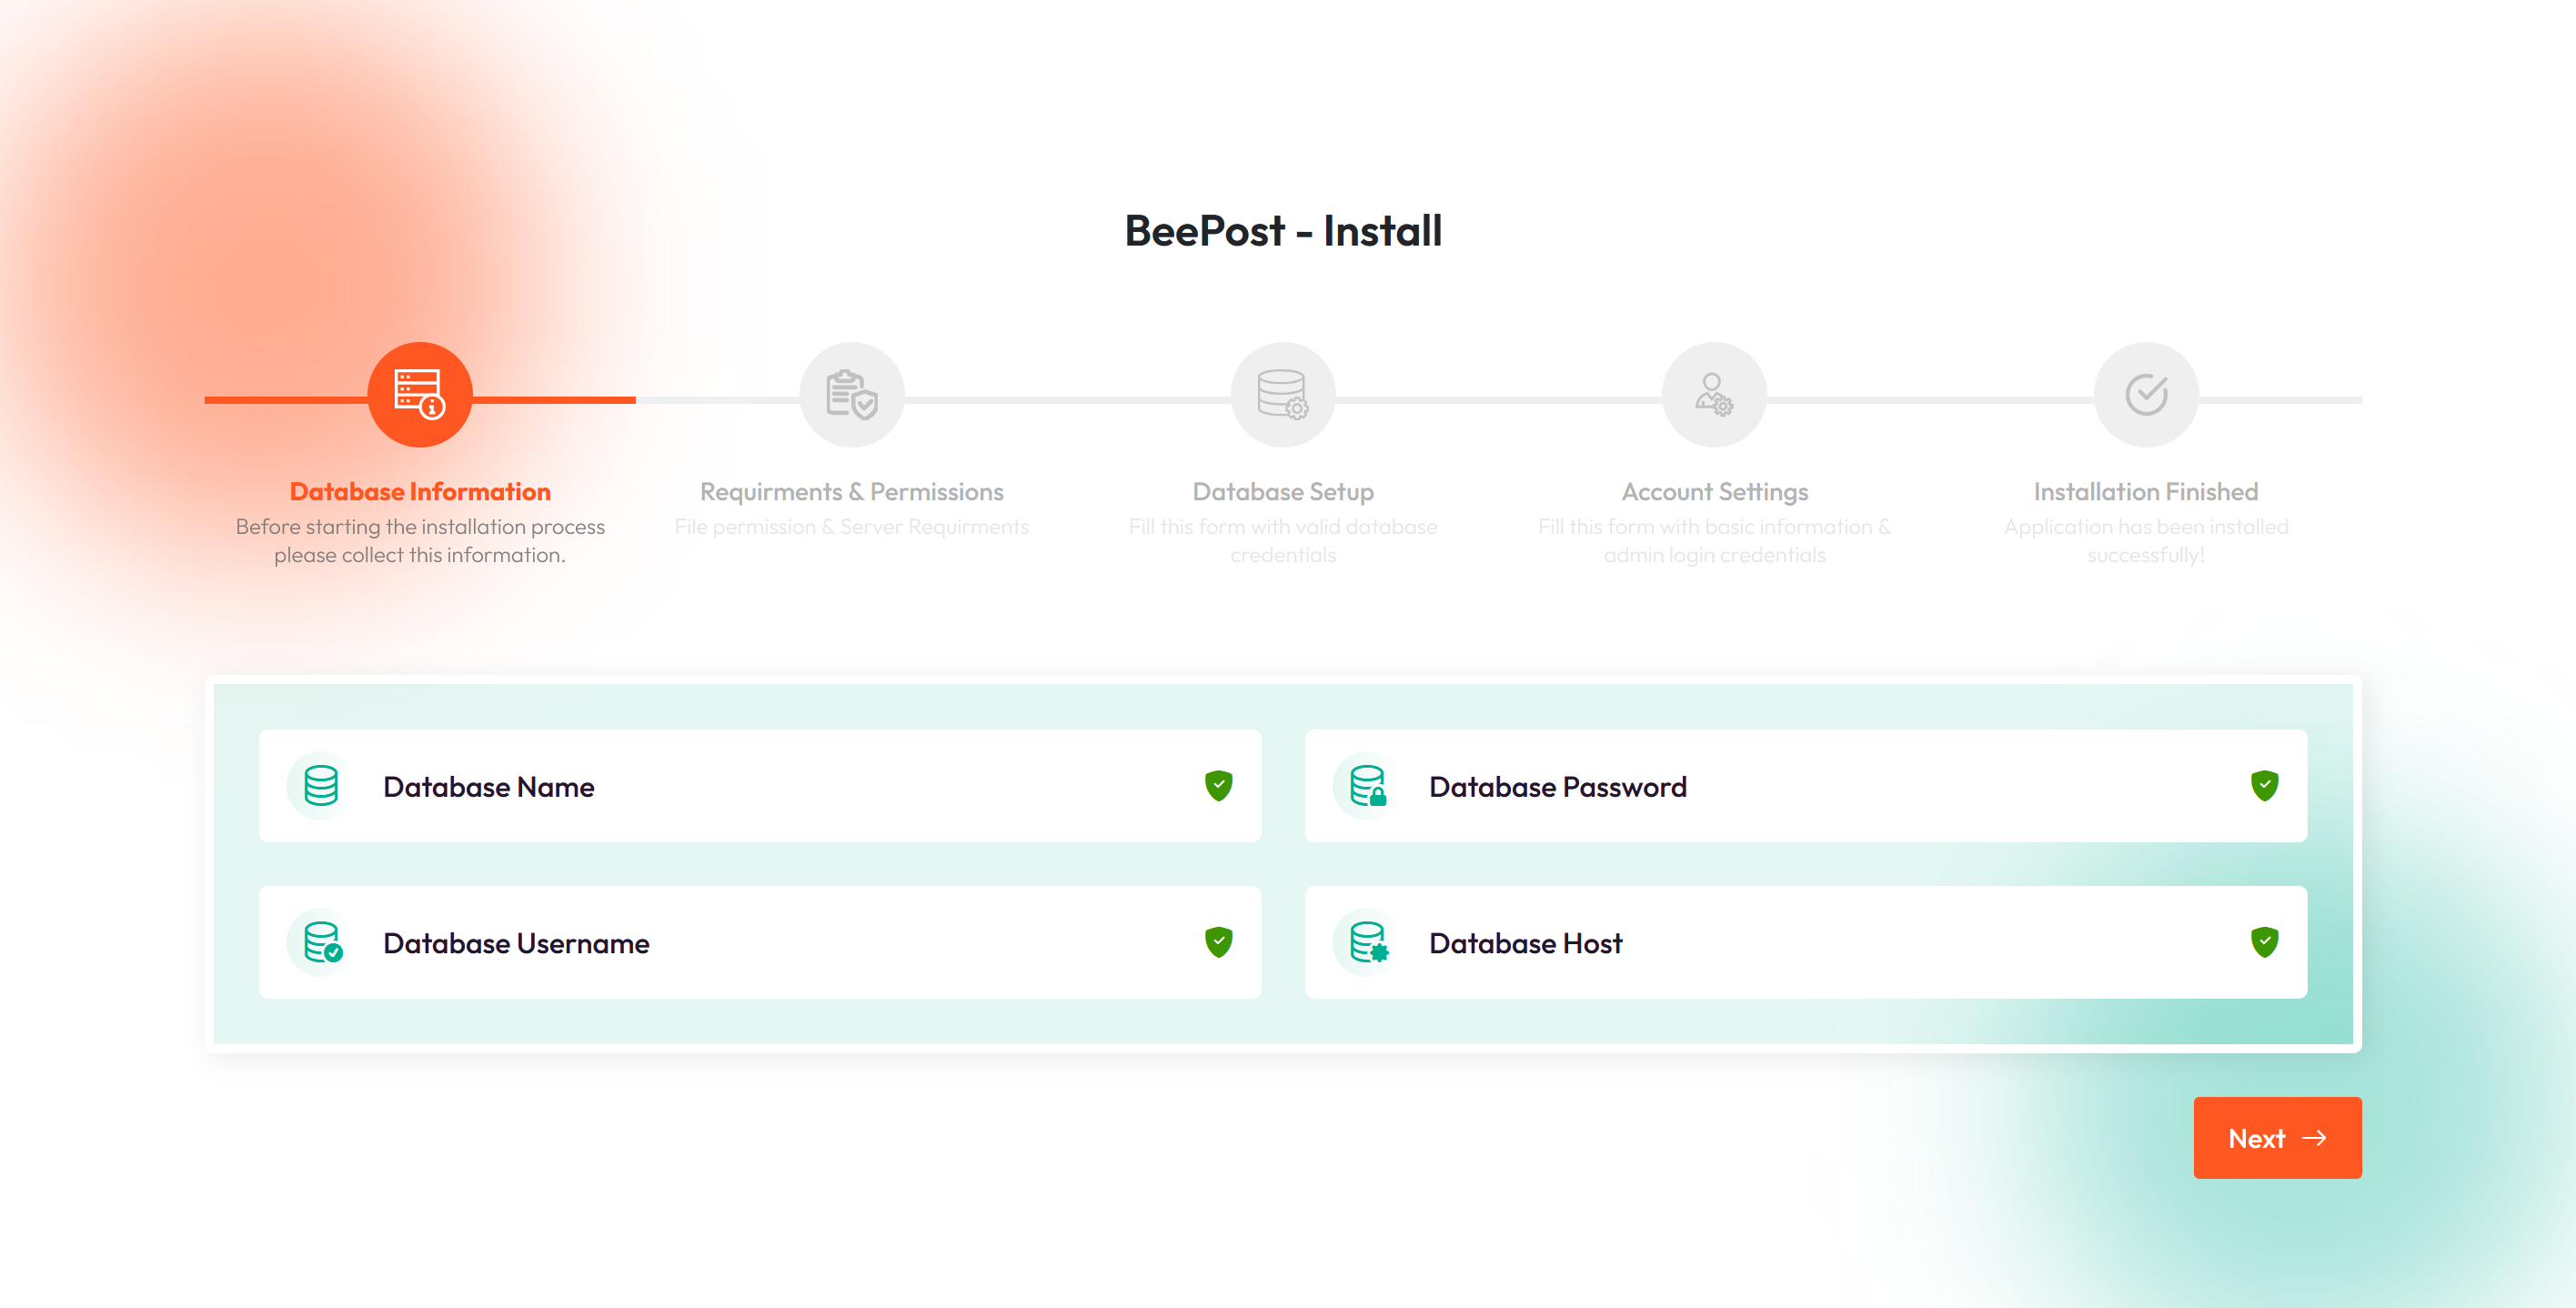 BeePost - Install
Database Information
Before starting the installation process
please collect this information.
Requirments & Permissions
File permission & Server Requirments
Database Setup
Fill this form with valid database
credentials
Account Settings
Fill this form with basic information &
admin login credentials
Installation Finished
Application has been installed
successfully!
Database Name
Database Password
Database Username
Database Host
Next